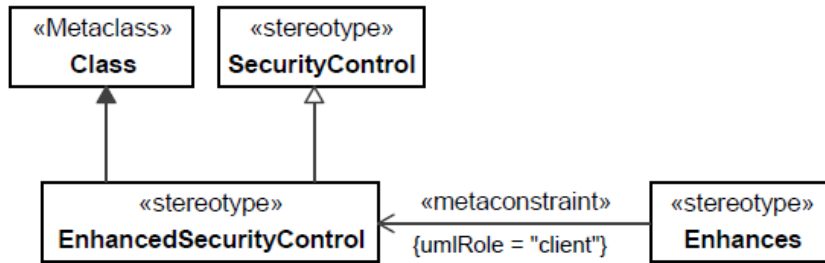 «Metaclass»
Class
«stereotype»
SecurityControl
«stereotype»
EnhancedSecurityControl
«metaconstraint»
{umlRole = "client"}
«stereotype»
Enhances